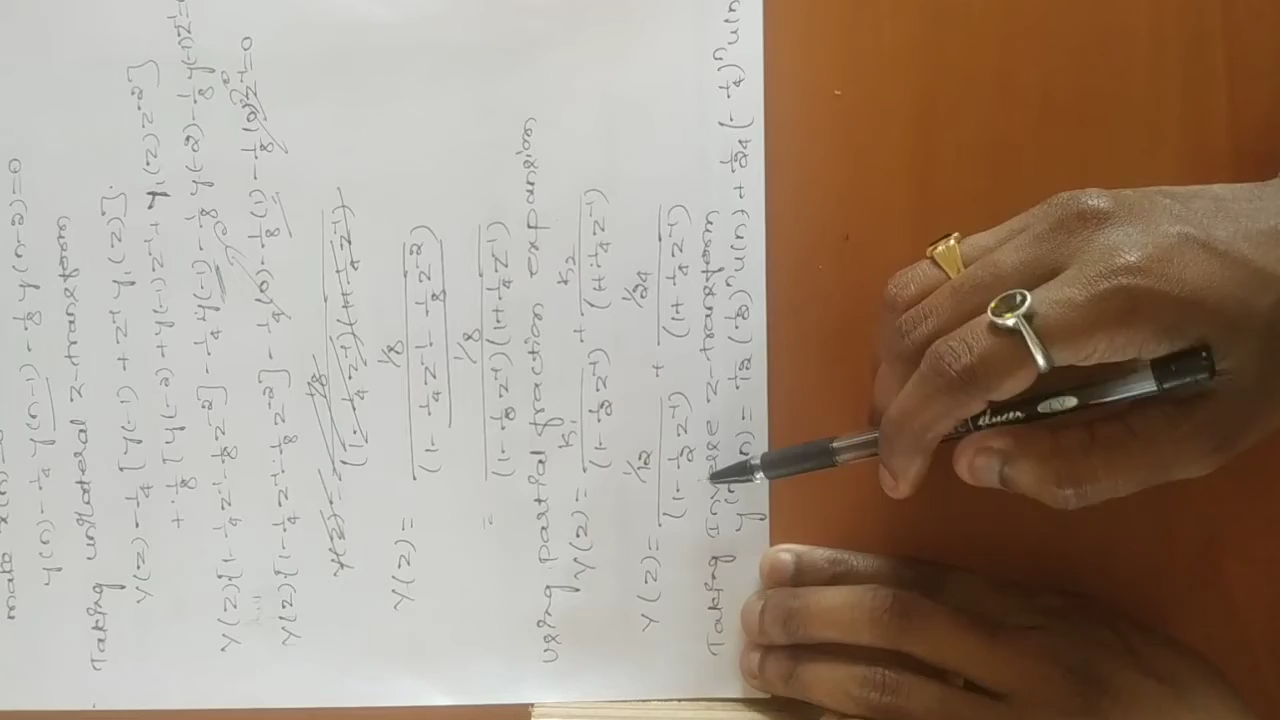 make x(n)=0
y(n) - 1/4 y(n-1) - 1/8 y(n-2) = 0
Taking unilateral z-transform
Y(z) - 1/4 [y(-1) + z⁻¹ Y₁(z)].
+ 1/8 [y(-2) + y(-1)z⁻¹ + Y₁(z)z⁻²]
Y(z) [1 - 1/4 z⁻¹ - 1/8 z⁻²] - 1/4 y(-1) - 1/8 y(-2) - 1/8 y(-1)z⁻¹=
Y(z) [1 - 1/4 z⁻¹ - 1/8 z⁻²] - 1/4 (0) - 1/8 (1) - 1/8 (0)z⁻¹ = 0
Y(z) = 1/8 / (1 - 1/4 z⁻¹ - 1/8 z⁻²)
= 1/8 / (1 - 1/8 z⁻¹)(1 + 1/4 z⁻¹)
Using partial fraction expansion,
Y(z) = k₁ / (1 - 1/2 z⁻¹) + k₂ / (1 + 1/4 z⁻¹)
Y(z) = 1/12 / (1 - 1/2 z⁻¹) + 1/24 / (1 + 1/4 z⁻¹)
Taking Inverse z-transform
(n) = 1/12 (1/2)ⁿ u(n) + 1/24 (-1/4)ⁿ u(n